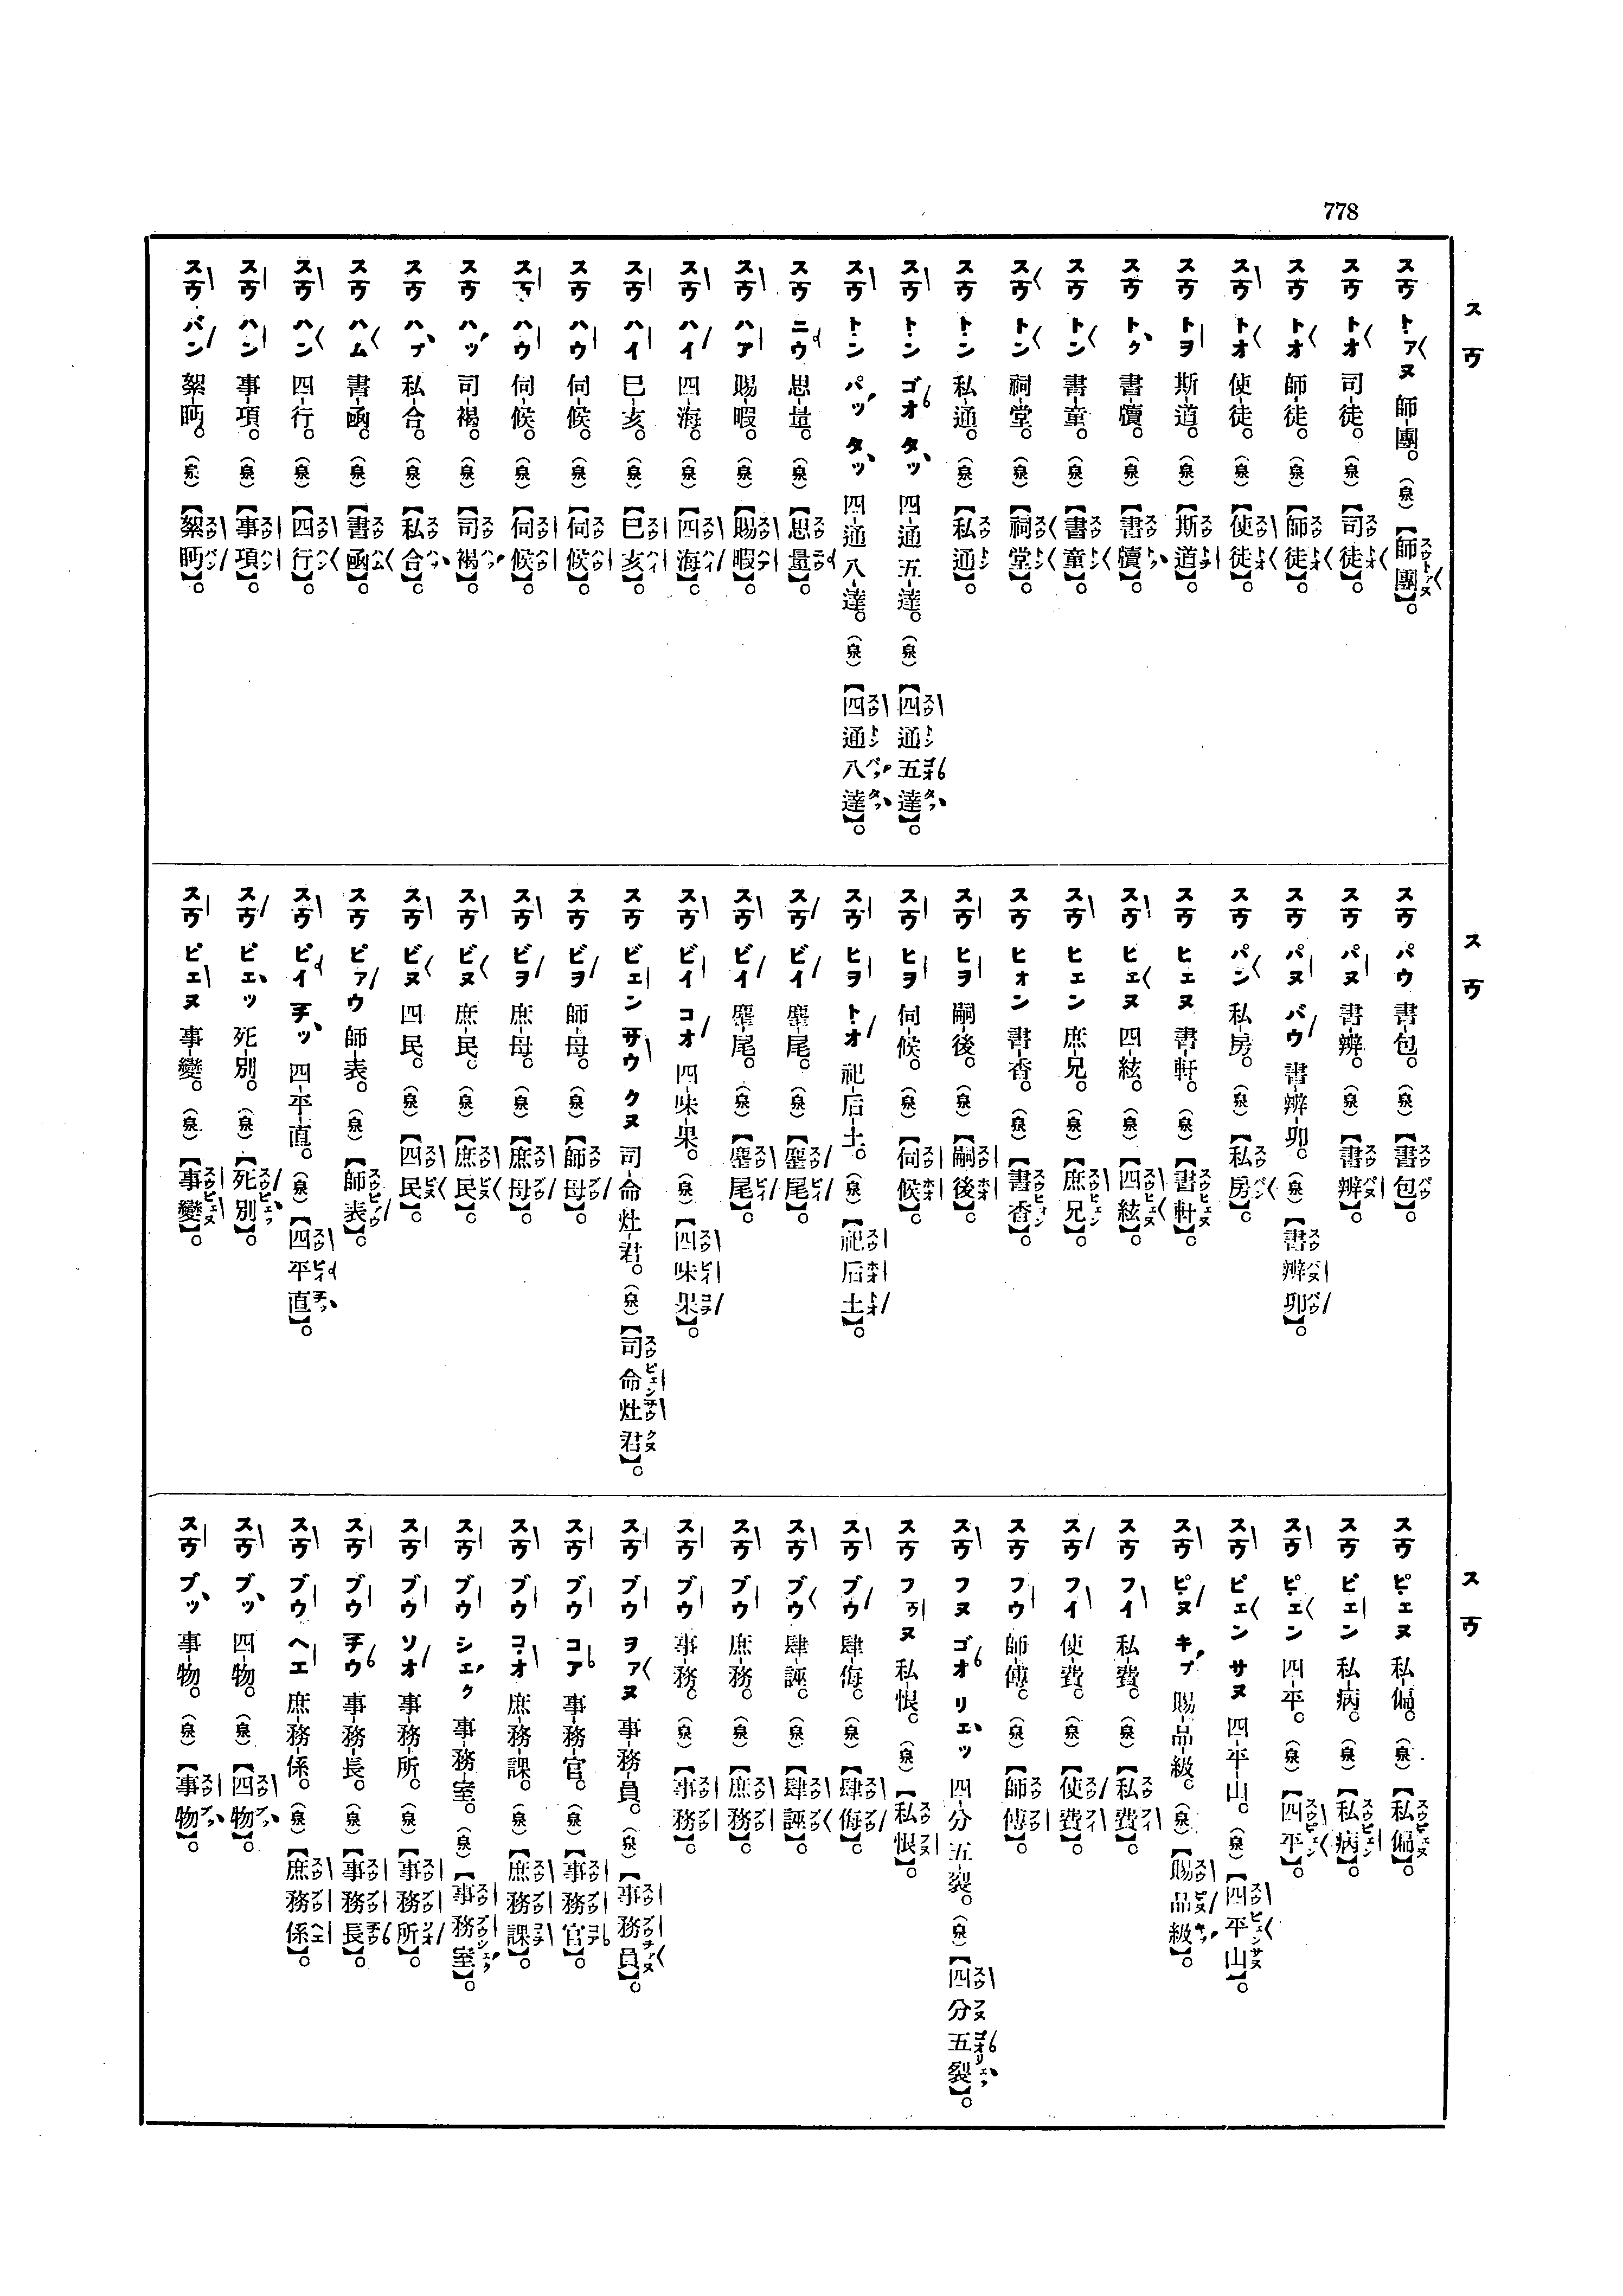 778
スウ
スウ トァヌ 師-團。（泉）【師團】。
スウ トオ 司-徒。（泉）【司徒】。
スウ トオ 師-徒。（泉）【師徒】。
スウ トオ 使-徒。（泉）【使徒】。
スウ トヲ 斯-道。（泉）【斯道】。
スウ トク 書-牘。（泉）【書牘】。
スウ トン 書-童。（泉）【書童】。
スウ トン 祠-堂。（泉）【祠堂】。
スウ トン 私-通。（泉）【私通】。
スウ トン ゴオ タッ 四-通 五-達。（泉）【四通五達】。
スウ トン パッ タッ 四-通 八-達。（泉）【四通八達】。
スウ ニウ 思-量。（泉）【思量】。
スウ ハア 賜-暇。（泉）【賜暇】。
スウ ハイ 四-海。（泉）【四海】。
スウ ハイ 巳-亥。（泉）【巳亥】。
スウ ハウ 伺-候。（泉）【伺候】。
スウ ハウ 伺-候。（泉）【伺候】。
スウ ハッ 司-褐。（泉）【司褐】。
スウ ハプ 私-合。（泉）【私合】。
スウ ハム 書-凾。（泉）【書凾】。
スウ ハン 四-行。（泉）【四行】。
スウ ハン 事-項。（泉）【事項】。
スウ バン 絮-䀮。（泉）【絮䀮】。
スウ
スウ パウ 書-包。（泉）【書包】。
スウ パヌ 書-辦。（泉）【書辦】。
スウ パヌ バウ 書-辦-卯。（泉）【書辦卯】。
スウ パン 私-房。（泉）【私房】。
スウ ヒェヌ 書-軒。（泉）【書軒】。
スウ ヒェヌ 四-絃。（泉）【四絃】。
スウ ヒェン 庶-兄。（泉）【庶兄】。
スウ ヒォン 書-香。（泉）【書香】。
スウ ヒヲ 嗣-後。（泉）【嗣後】。
スウ ヒヲ 伺-候。（泉）【伺候】。
スウ ヒヲ トオ 祀-后-土。（泉）【祀后土】。
スウ ビイ 麈-尾。（泉）【麈尾】。
スウ ビイ 麈-尾。（泉）【麈尾】。
スウ ビイ コオ 四-味-果。（泉）【四味果】。
スウ ビェン サウ クヌ 司-命 灶-君。（泉）【司命灶君】。
スウ ビヲ 師-母。（泉）【師母】。
スウ ビヲ 庶-母。（泉）【庶母】。
スウ ビヌ 庶-民。（泉）【庶民】。
スウ ビヌ 四-民。（泉）【四民】。
スウ ピァウ 師-表。（泉）【師表】。
スウ ピイ チッ 四-平-直。（泉）【四平直】。
スウ ピェッ 死-別。（泉）【死別】。
スウ ピェヌ 事-變。（泉）【事變】。
スウ
スウ ピェヌ 私-偏。（泉）【私偏】。
スウ ピェン 私-病。（泉）【私病】。
スウ ピェン 四-平。（泉）【四平】。
スウ ピェン サヌ 四-平-山。（泉）【四平山】。
スウ ピヌ キプ 賜-品-級。（泉）【賜品級】。
スウ フイ 私-費。（泉）【私費】。
スウ フイ 使-費。（泉）【使費】。
スウ フウ 師-傅。（泉）【師傅】。
スウ フヌ ゴオ リェッ 四-分 五-裂。（泉）【四分五裂】。
スウ フヌ 私-恨。（泉）【私恨】。
スウ ブウ 肆-侮。（泉）【肆侮】。
スウ ブウ 肆-誣。（泉）【肆誣】。
スウ ブウ 庶-務。（泉）【庶務】。
スウ ブウ 事-務。（泉）【事務】。
スウ ブウ ヲァヌ 事-務-員。（泉）【事務員】。
スウ ブウ コア 事-務-官。（泉）【事務官】。
スウ ブウ コオ 庶-務-課。（泉）【庶務課】。
スウ ブウ シェク 事-務-室。（泉）【事務室】。
スウ ブウ ソオ 事-務-所。（泉）【事務所】。
スウ ブウ チウ 事-務-長。（泉）【事務長】。
スウ ブウ ヘエ 庶-務-係。（泉）【庶務係】。
スウ ブッ 四-物。（泉）【四物】。
スウ ブッ 事-物。（泉）【事物】。